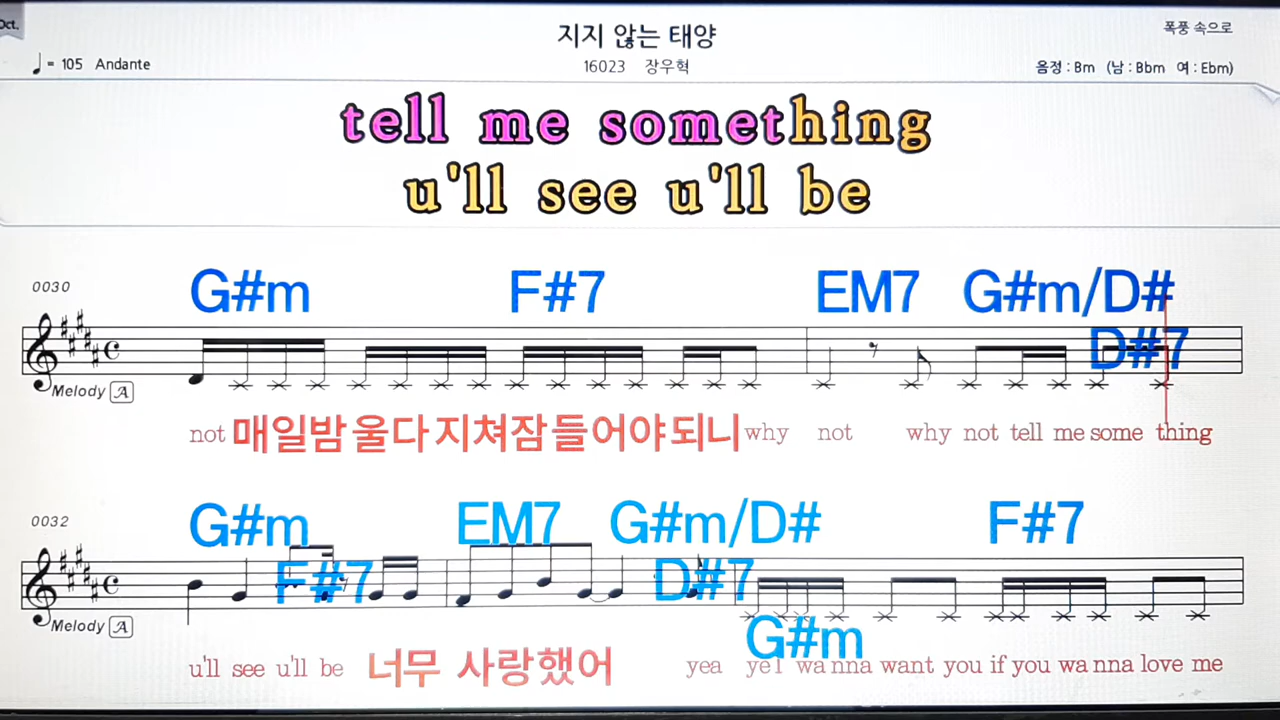 Oct.
지지 않는 태양
폭풍 속으로
♩= 105 Andante
16023 장우혁
음정 : Bm (남 : Bbm 여 : Ebm)
tell me something
u'll see u'll be
0030
G#m F#7 EM7 G#m/D#
D#7
Melody A
not 매일밤 울다 지쳐잠 들어야 되니 why not why not tell me some thing
0032
G#m EM7 G#m/D# F#7
F#7 D#7
Melody A
G#m
u'll see u'll be 너무 사랑했어 yea wa nna want you if you wa nna love me